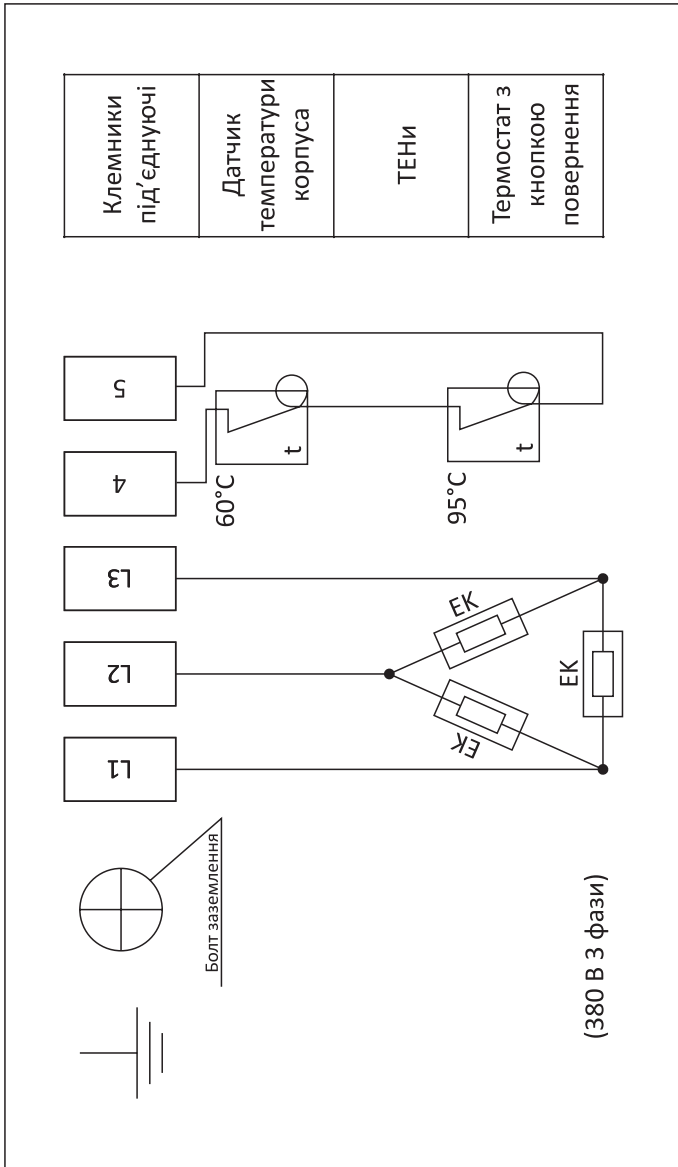 Клемники
під’єднуючі
Датчик
температури
корпуса
ТЕНи
Термостат з
кнопкою
повернення
5
4
L3
L2
L1
60°C
t
95°C
t
EK
EK
EK
Болт заземлення
(380 В 3 фази)